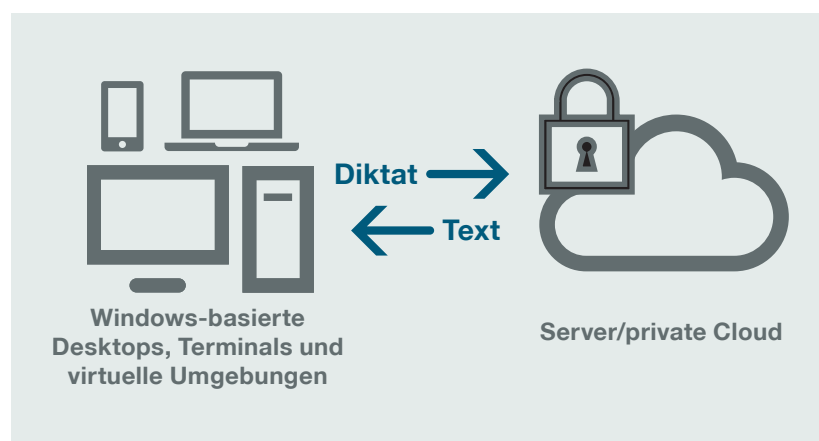 Diktat
Text
Windows-basierte
Desktops, Terminals und
virtuelle Umgebungen
Server/private Cloud